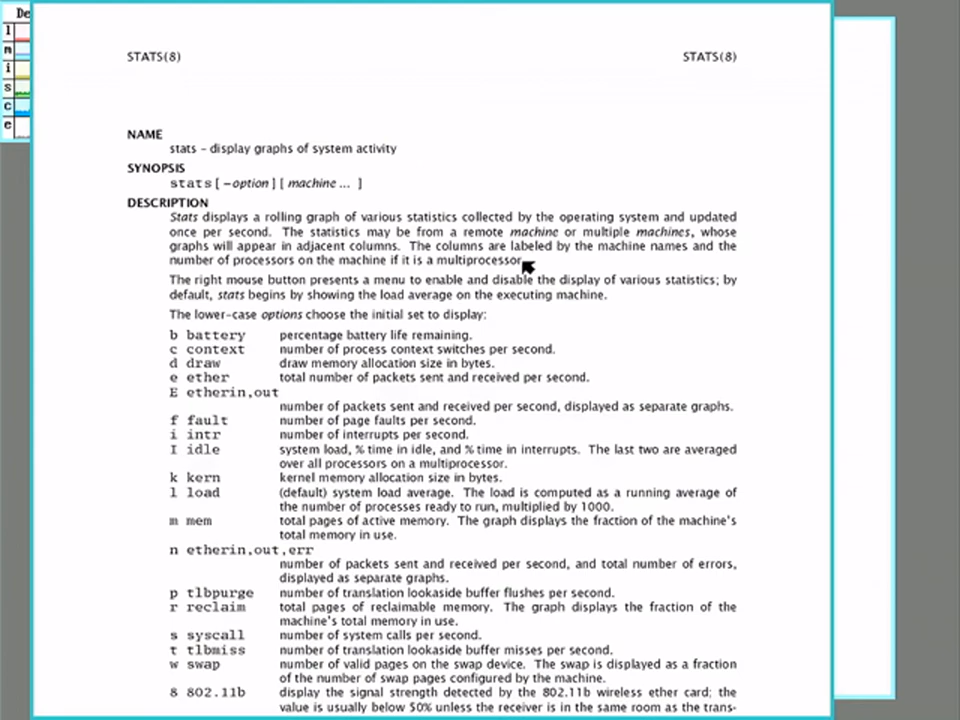 De
l
m
i
s
c
e
STATS(8) STATS(8)
NAME
stats – display graphs of system activity
SYNOPSIS
stats [ –option ] [ machine ... ]
DESCRIPTION
Stats displays a rolling graph of various statistics collected by the operating system and updated
once per second. The statistics may be from a remote machine or multiple machines, whose
graphs will appear in adjacent columns. The columns are labeled by the machine names and the
number of processors on the machine if it is a multiprocessor
The right mouse button presents a menu to enable and disable the display of various statistics; by
default, stats begins by showing the load average on the executing machine.
The lower-case options choose the initial set to display:
b battery percentage battery life remaining.
c context number of process context switches per second.
d draw draw memory allocation size in bytes.
e ether total number of packets sent and received per second.
E etherin,out
number of packets sent and received per second, displayed as separate graphs.
f fault number of page faults per second.
i intr number of interrupts per second.
I idle system load, % time in idle, and % time in interrupts. The last two are averaged
over all processors on a multiprocessor.
k kern kernel memory allocation size in bytes.
l load (default) system load average. The load is computed as a running average of
the number of processes ready to run, multiplied by 1000.
m mem total pages of active memory. The graph displays the fraction of the machine's
total memory in use.
n etherin,out,err
number of packets sent and received per second, and total number of errors,
displayed as separate graphs.
p tlbpurge number of translation lookaside buffer flushes per second.
r reclaim total pages of reclaimable memory. The graph displays the fraction of the
machine's total memory in use.
s syscall number of system calls per second.
t tlbmiss number of translation lookaside buffer misses per second.
w swap number of valid pages on the swap device. The swap is displayed as a fraction
of the number of swap pages configured by the machine.
8 802.11b display the signal strength detected by the 802.11b wireless ether card; the
value is usually below 50% unless the receiver is in the same room as the trans-